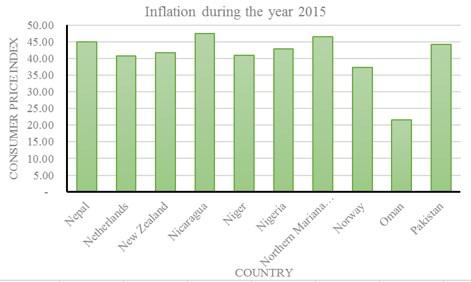 Inflation during the year 2015
CONSUMER PRICE INDEX
50.00
45.00
40.00
35.00
30.00
25.00
20.00
15.00
10.00
5.00
-
Nepal
Netherlands
New Zealand
Nicaragua
Niger
Nigeria
Northern Mariana…
Norway
Oman
Pakistan
COUNTRY